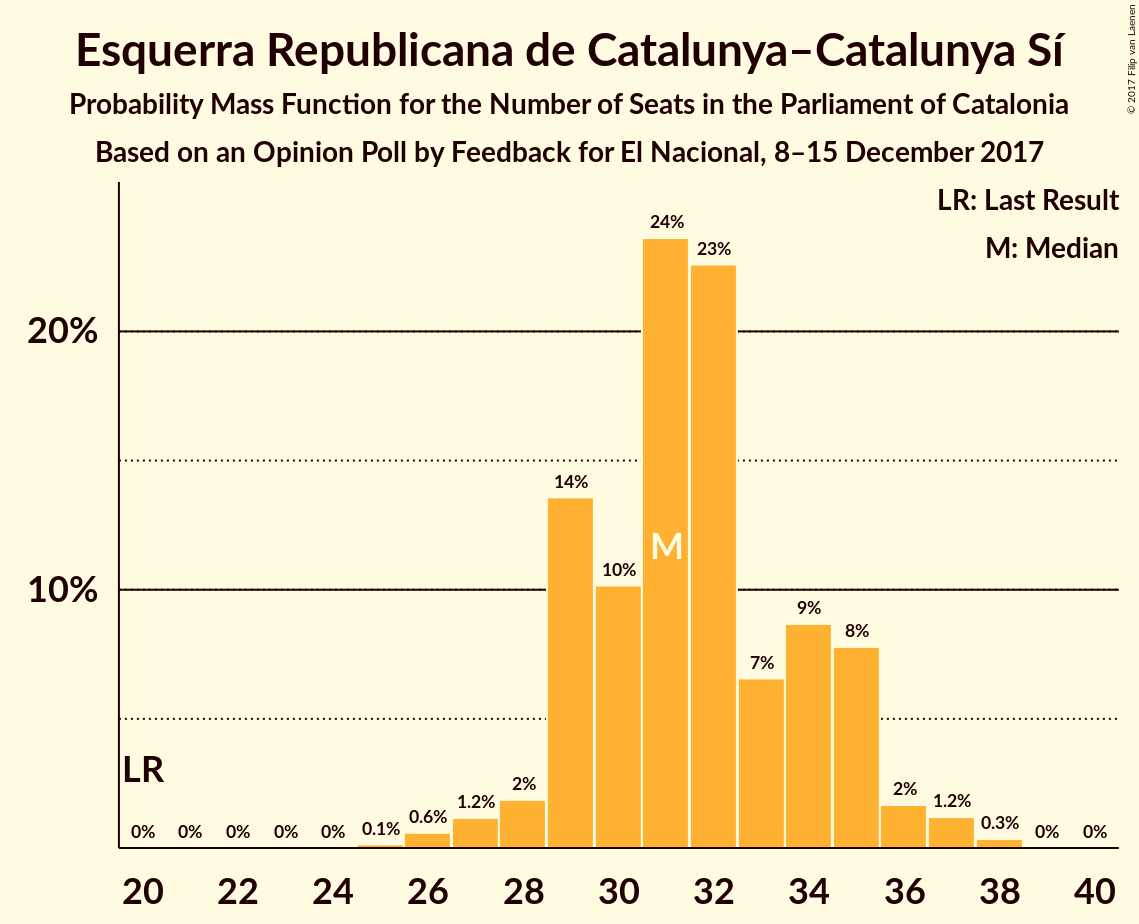 Esquerra Republicana de Catalunya–Catalunya Sí
Probability Mass Function for the Number of Seats in the Parliament of Catalonia
Based on an Opinion Poll by Feedback for El Nacional, 8–15 December 2017
© 2017 Filip van Laenen
LR: Last Result
M: Median
20%
10%
LR
M
0% 0% 0% 0% 0% 0.1% 0.6% 1.2% 2% 14% 10% 24% 23% 7% 9% 8% 2% 1.2% 0.3% 0% 0%
20 22 24 26 28 30 32 34 36 38 40